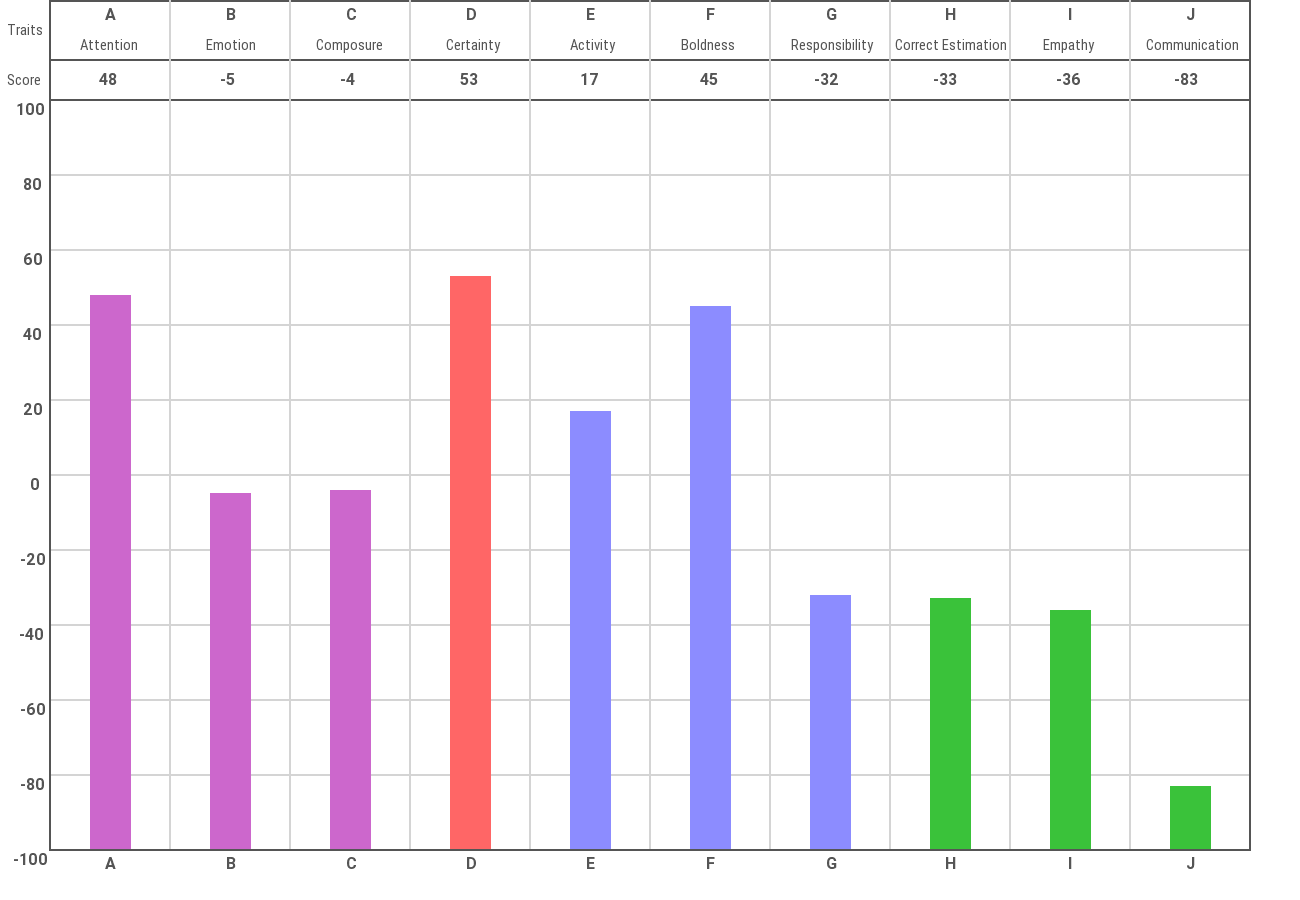 Traits A B C D E F G H I J
Attention Emotion Composure Certainty Activity Boldness Responsibility Correct Estimation Empathy Communication
Score 48 -5 -4 53 17 45 -32 -33 -36 -83
100
80
60
40
20
0
-20
-40
-60
-80
-100
A B C D E F G H I J